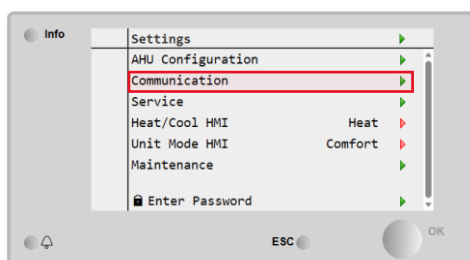 Info
Settings
AHU Configuration
Communication
Service
Heat/Cool HMI Heat
Unit Mode HMI Comfort
Maintenance
Enter Password
ESC
OK